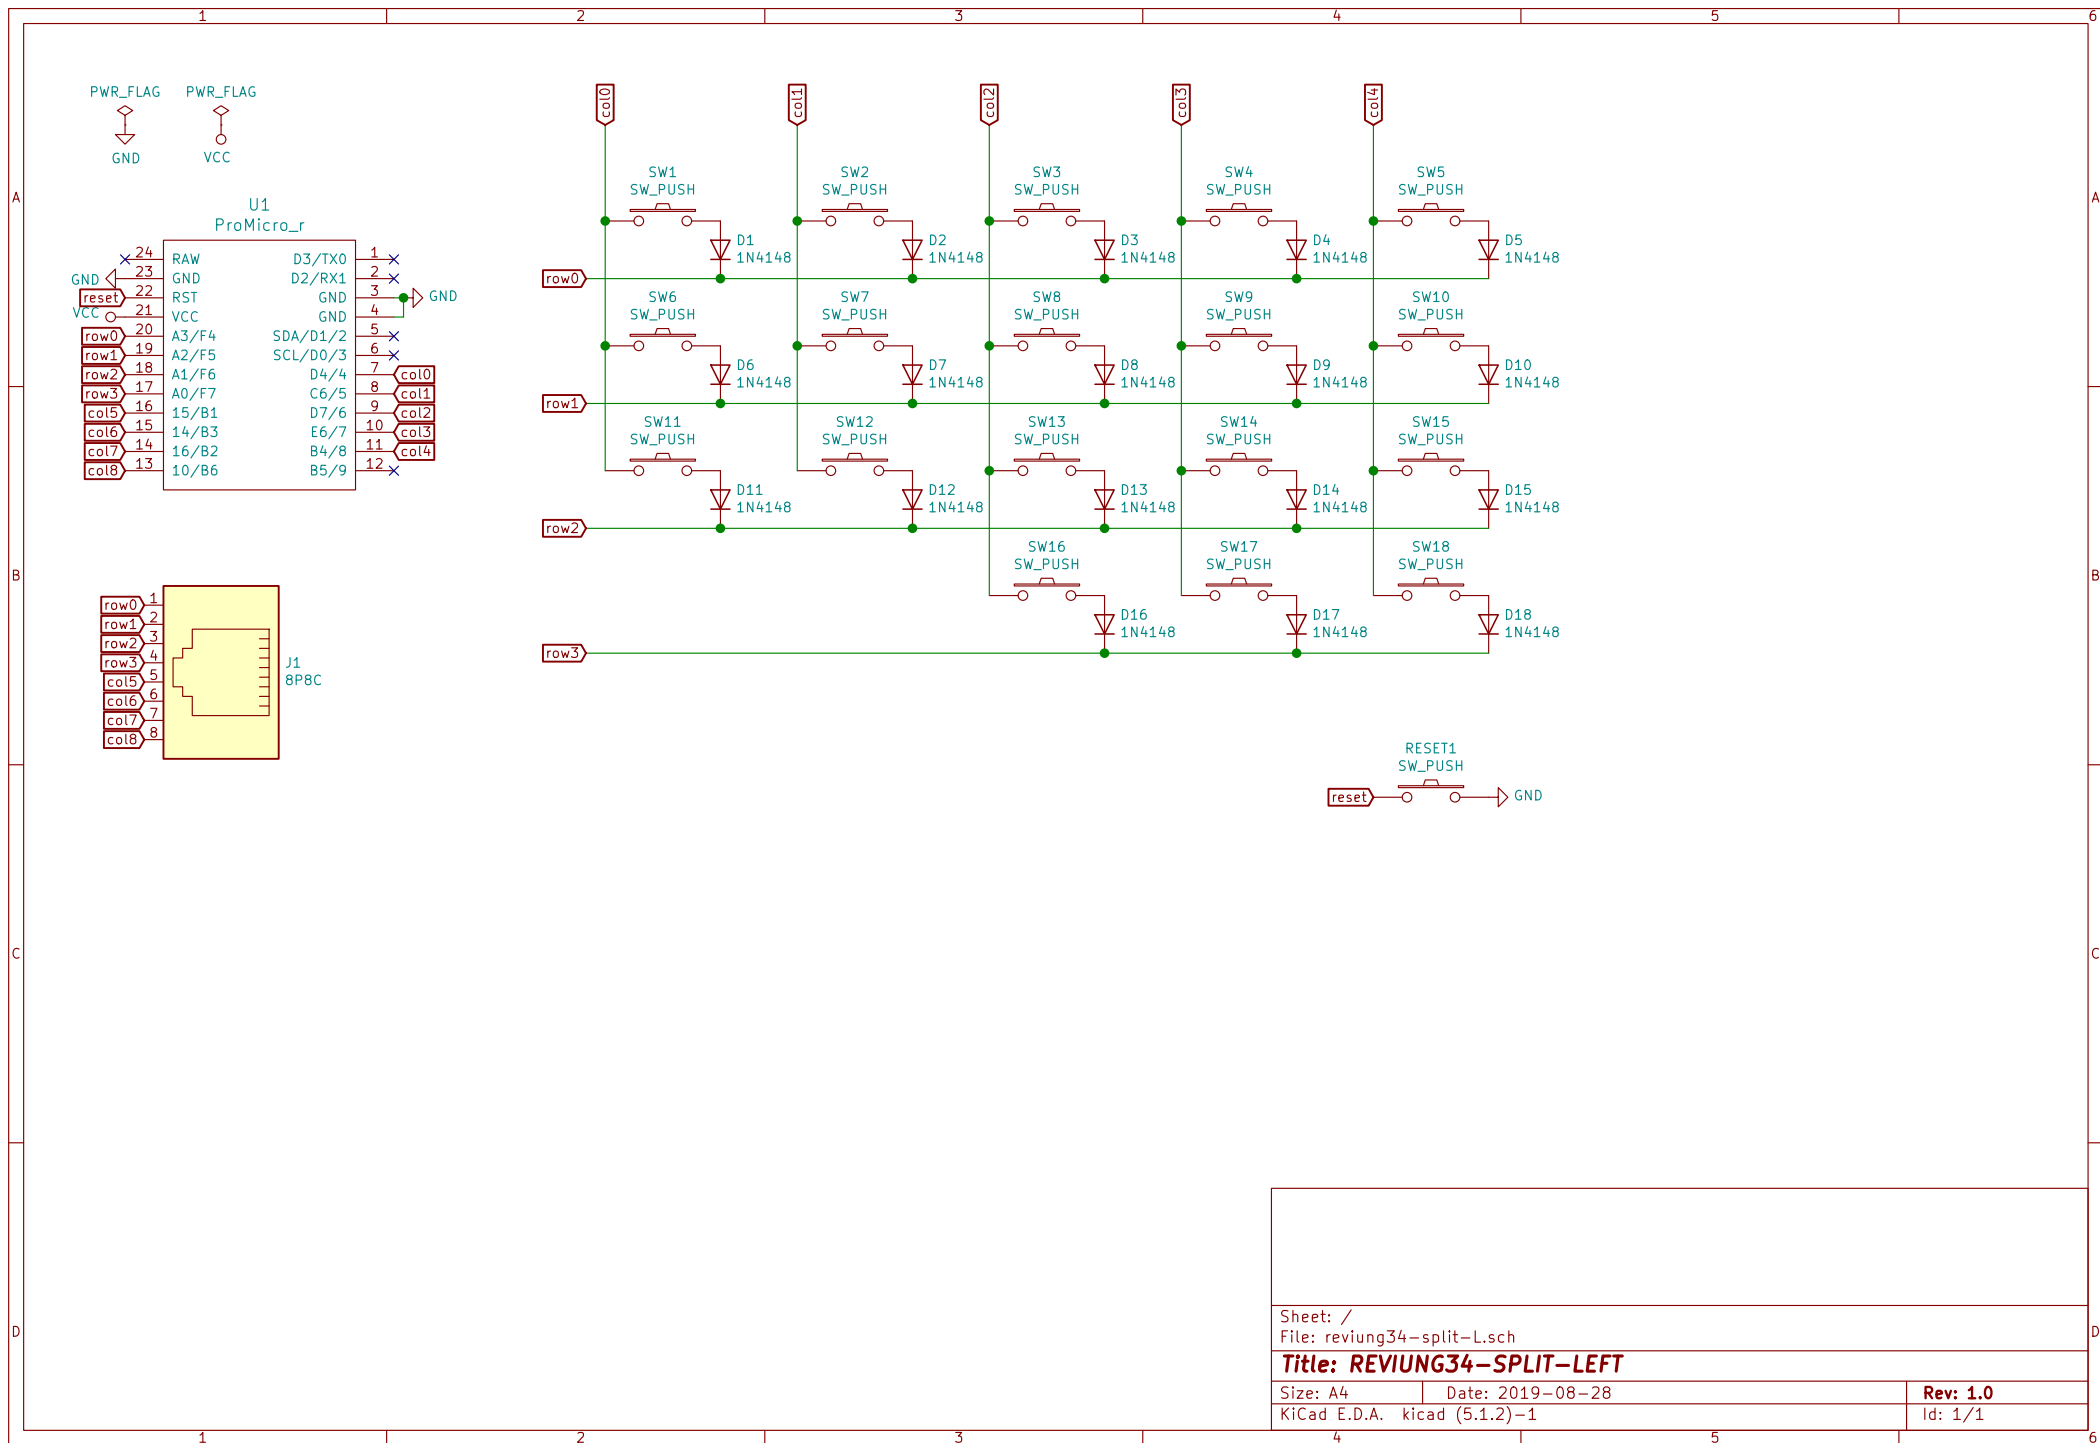 1 2 3 4 5 6
PWR_FLAG PWR_FLAG
GND VCC
col0 col1 col2 col3 col4
A A
SW1 SW2 SW3 SW4 SW5
SW_PUSH SW_PUSH SW_PUSH SW_PUSH SW_PUSH
D1 D2 D3 D4 D5
1N4148 1N4148 1N4148 1N4148 1N4148
row0
SW6 SW7 SW8 SW9 SW10
SW_PUSH SW_PUSH SW_PUSH SW_PUSH SW_PUSH
D6 D7 D8 D9 D10
1N4148 1N4148 1N4148 1N4148 1N4148
row1
SW11 SW12 SW13 SW14 SW15
SW_PUSH SW_PUSH SW_PUSH SW_PUSH SW_PUSH
D11 D12 D13 D14 D15
1N4148 1N4148 1N4148 1N4148 1N4148
row2
SW16 SW17 SW18
SW_PUSH SW_PUSH SW_PUSH
D16 D17 D18
1N4148 1N4148 1N4148
row3
U1
ProMicro_r
24 RAW D3/TX0 1
GND 23 GND D2/RX1 2
reset 22 RST GND 3 GND
VCC 21 VCC GND 4
row0 20 A3/F4 SDA/D1/2 5
row1 19 A2/F5 SCL/D0/3 6
row2 18 A1/F6 D4/4 7 col0
row3 17 A0/F7 C6/5 8 col1
col5 16 15/B1 D7/6 9 col2
col6 15 14/B3 E6/7 10 col3
col7 14 16/B2 B4/8 11 col4
col8 13 10/B6 B5/9 12
B B
row0 1
row1 2
row2 3
row3 4
col5 5
col6 6
col7 7
col8 8
J1
8P8C
RESET1
SW_PUSH
reset GND
C C
D D
Sheet: /
File: reviung34-split-L.sch
Title: REVIUNG34-SPLIT-LEFT
Size: A4 Date: 2019-08-28 Rev: 1.0
KiCad E.D.A. kicad (5.1.2)-1 Id: 1/1
1 2 3 4 5 6